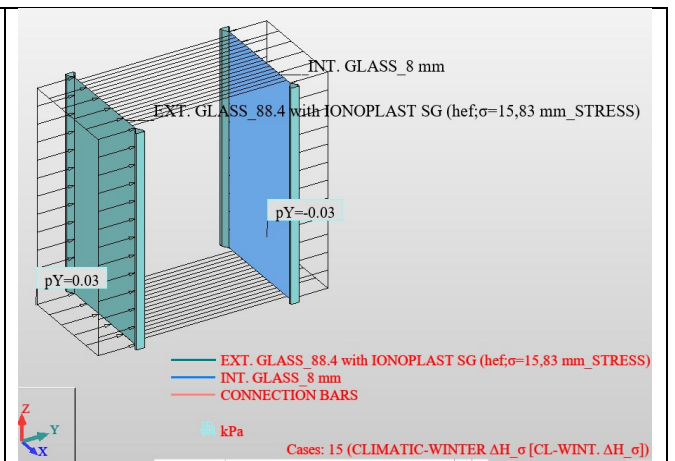 INT. GLASS_8 mm
EXT. GLASS_88.4 with IONOPLAST SG (hef;σ=15,83 mm_STRESS)
pY=-0.03
pY=0.03
EXT. GLASS_88.4 with IONOPLAST SG (hef;σ=15,83 mm_STRESS)
INT. GLASS_8 mm
CONNECTION BARS
kPa
Z
Y
X
Cases: 15 (CLIMATIC-WINTER ΔH_σ [CL-WINT. ΔH_σ])